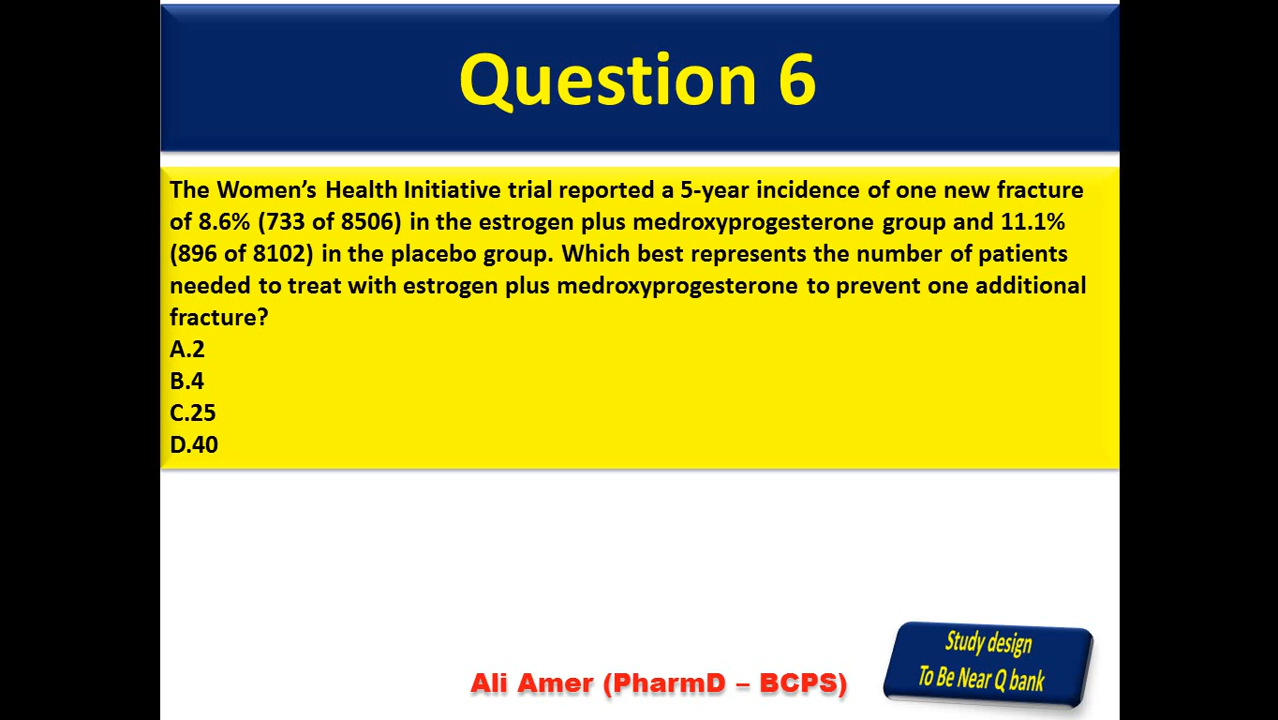 Question 6
The Women’s Health Initiative trial reported a 5-year incidence of one new fracture
of 8.6% (733 of 8506) in the estrogen plus medroxyprogesterone group and 11.1%
(896 of 8102) in the placebo group. Which best represents the number of patients
needed to treat with estrogen plus medroxyprogesterone to prevent one additional
fracture?
A.2
B.4
C.25
D.40
Study design
To Be Near Q bank
Ali Amer (PharmD – BCPS)